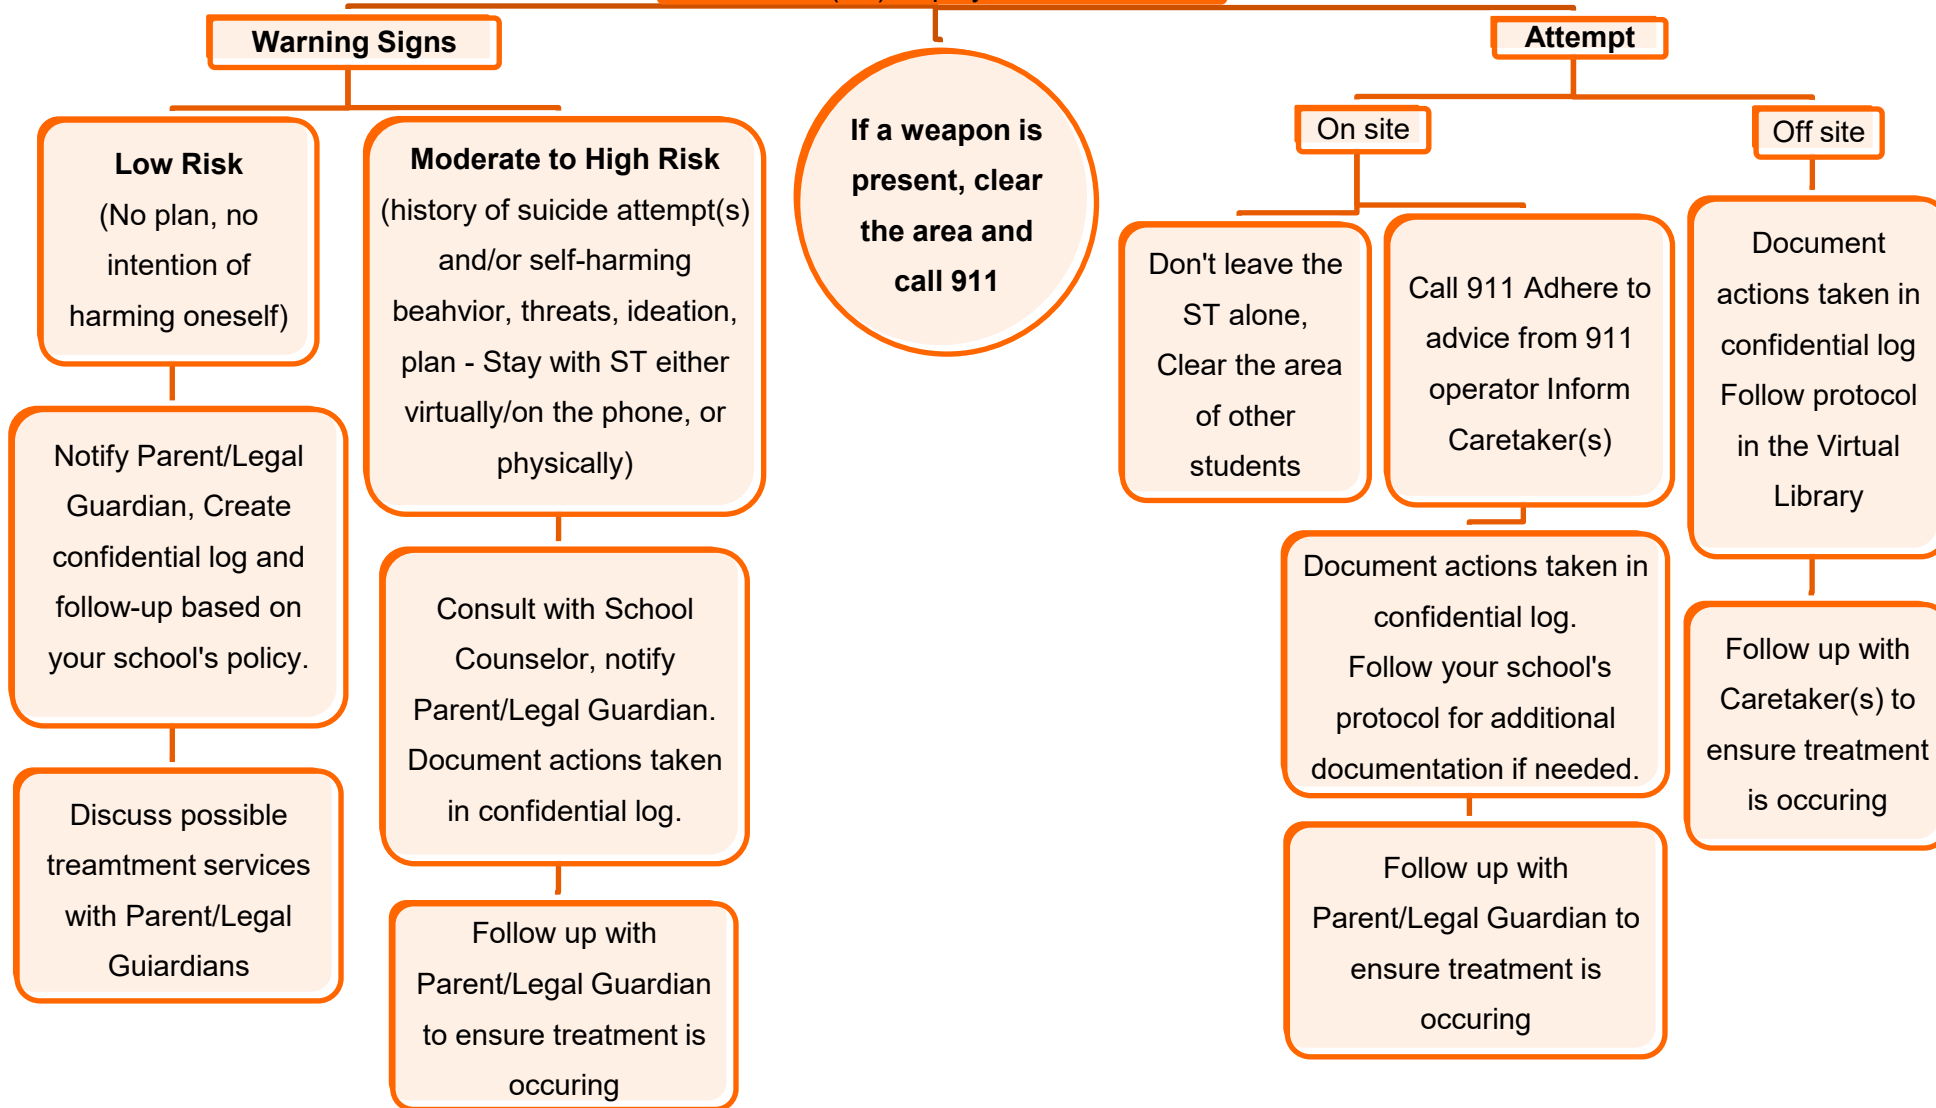 Warning Signs
Low Risk
(No plan, no
intention of
harming oneself)
Notify Parent/Legal
Guardian, Create
confidential log and
follow-up based on
your school's policy.
Discuss possible
treamtment services
with Parent/Legal
Guiardians
Moderate to High Risk
(history of suicide attempt(s)
and/or self-harming
beahvior, threats, ideation,
plan - Stay with ST either
virtually/on the phone, or
physically)
Consult with School
Counselor, notify
Parent/Legal Guardian.
Document actions taken
in confidential log.
Follow up with
Parent/Legal Guardian
to ensure treatment is
occuring
If a weapon is
present, clear
the area and
call 911
Attempt
On site
Don't leave the
ST alone,
Clear the area
of other
students
Call 911 Adhere to
advice from 911
operator Inform
Caretaker(s)
Document actions taken in
confidential log.
Follow your school's
protocol for additional
documentation if needed.
Follow up with
Parent/Legal Guardian to
ensure treatment is
occuring
Off site
Document
actions taken in
confidential log
Follow protocol
in the Virtual
Library
Follow up with
Caretaker(s) to
ensure treatment
is occuring